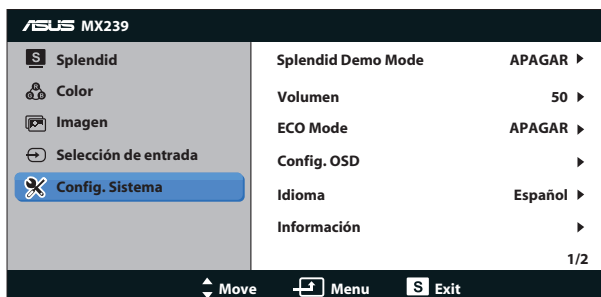 ASUS MX239
S Splendid
Color
Imagen
Selección de entrada
Config. Sistema
Splendid Demo Mode APAGAR
Volumen 50
ECO Mode APAGAR
Config. OSD
Idioma Español
Información
1/2
Move Menu S Exit